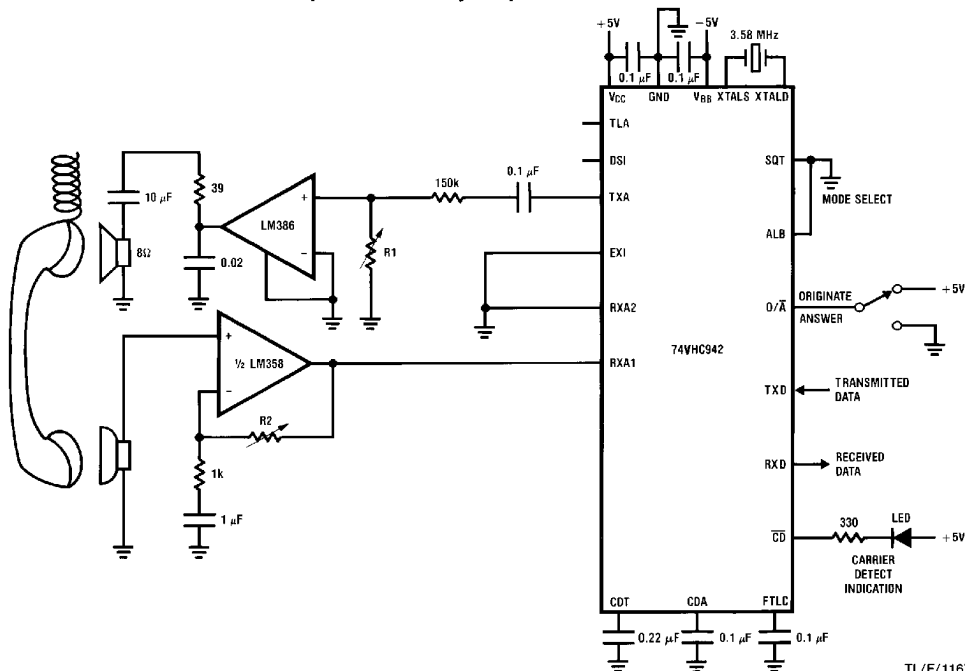 +5V
-5V
3.58 MHz
0.1 μF
0.1 μF
VCC
GND
VBB
XTALS
XTALD
TLA
DSI
TXA
EXI
RXA2
RXA1
74VHC942
SQT
MODE SELECT
ALB
O/A̅
ORIGINATE
ANSWER
+5V
TXD
TRANSMITTED
DATA
RXD
RECEIVED
DATA
C̅D̅
330
LED
+5V
CARRIER
DETECT
INDICATION
CDT
CDA
FTLC
0.22 μF
0.1 μF
0.1 μF
10 μF
39
8Ω
0.02
LM386
+
−
R1
150k
0.1 μF
+
−
½ LM358
R2
1k
1 μF